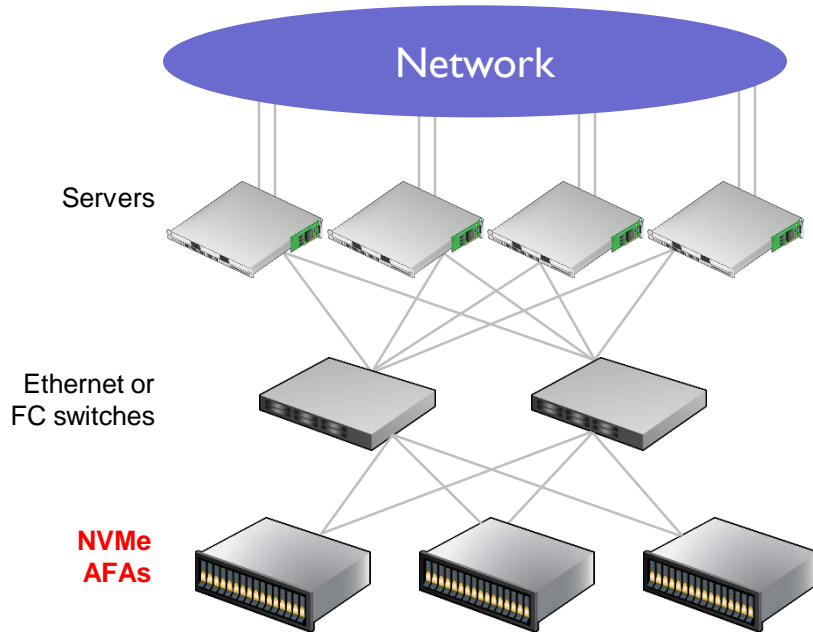 Network
Servers
Ethernet or
FC switches
NVMe
AFAs